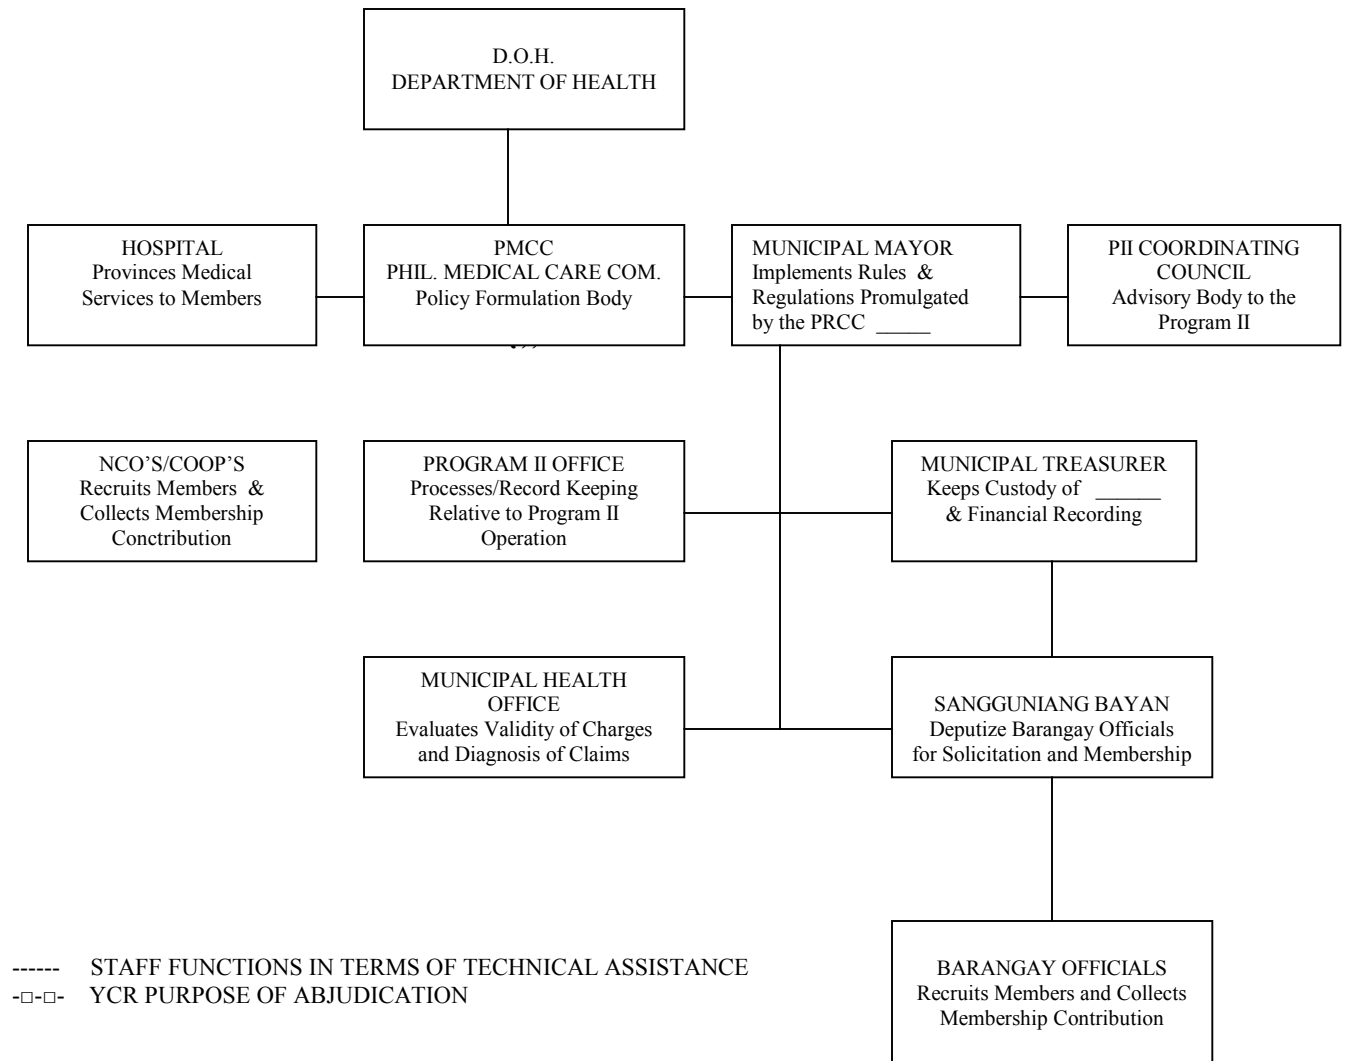 D.O.H.
DEPARTMENT OF HEALTH
HOSPITAL
Provinces Medical
Services to Members
PMCC
PHIL. MEDICAL CARE COM.
Policy Formulation Body
MUNICIPAL MAYOR
Implements Rules &
Regulations Promulgated
by the PRCC _____
PII COORDINATING
COUNCIL
Advisory Body to the
Program II
NCO’S/COOP’S
Recruits Members &
Collects Membership
Conctribution
PROGRAM II OFFICE
Processes/Record Keeping
Relative to Program II
Operation
MUNICIPAL TREASURER
Keeps Custody of ______
& Financial Recording
MUNICIPAL HEALTH
OFFICE
Evaluates Validity of Charges
and Diagnosis of Claims
SANGGUNIANG BAYAN
Deputize Barangay Officials
for Solicitation and Membership
BARANGAY OFFICIALS
Recruits Members and Collects
Membership Contribution
------ STAFF FUNCTIONS IN TERMS OF TECHNICAL ASSISTANCE
-□-□- YCR PURPOSE OF ABJUDICATION